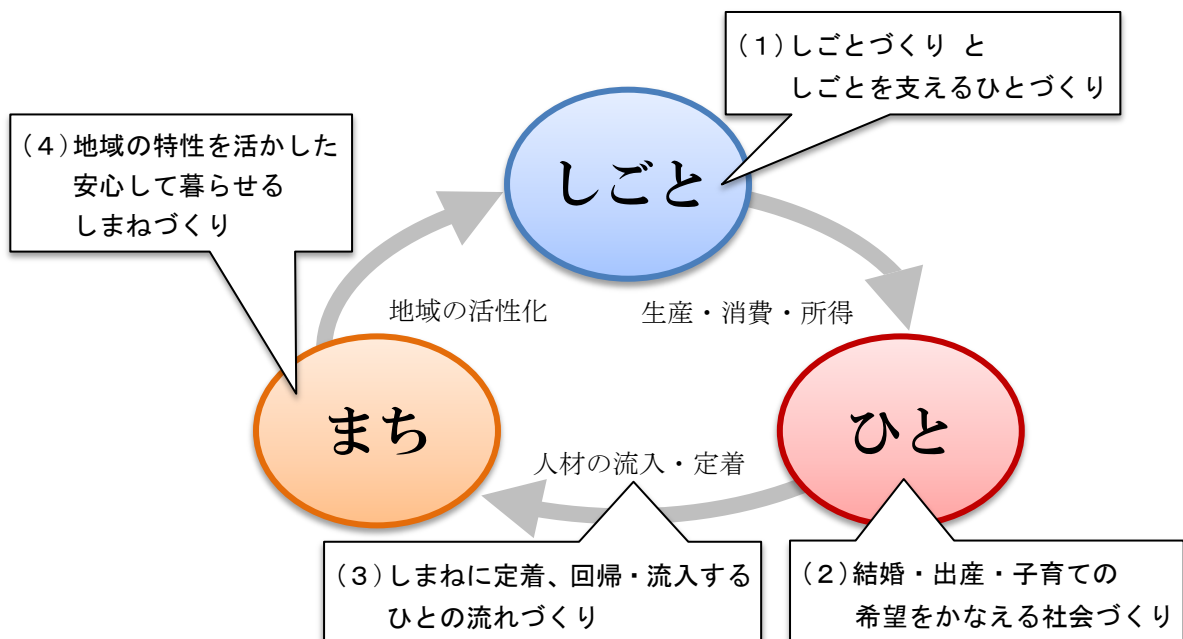 (1)しごとづくり と
しごとを支えるひとづくり
(4)地域の特性を活かした
安心して暮らせる
しまねづくり
しごと
地域の活性化
生産・消費・所得
まち
ひと
人材の流入・定着
(3)しまねに定着、回帰・流入する
ひとの流れづくり
(2)結婚・出産・子育ての
希望をかなえる社会づくり